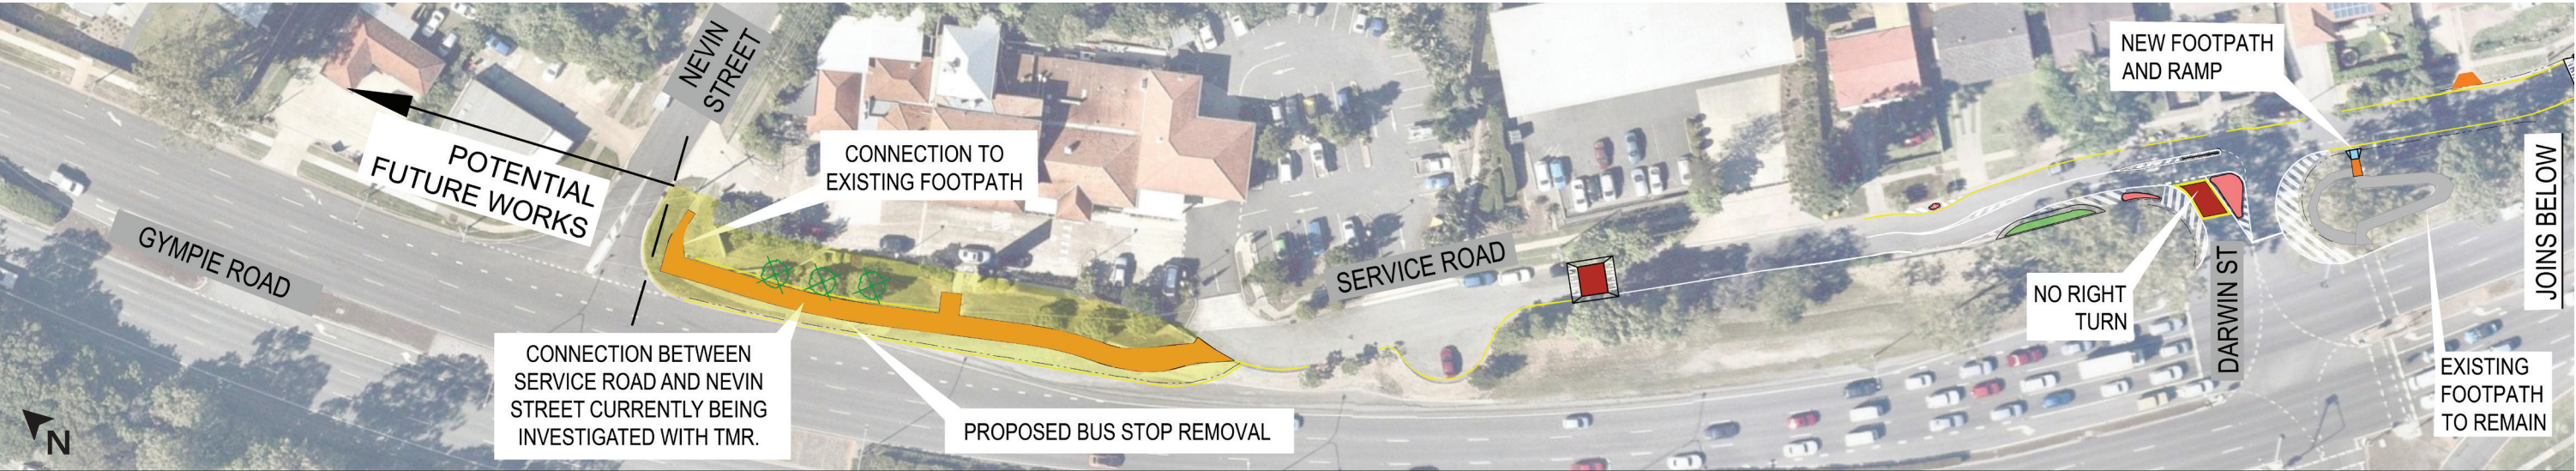 NEVIN
STREET
POTENTIAL
FUTURE WORKS
GYMPIE ROAD
CONNECTION TO
EXISTING FOOTPATH
CONNECTION BETWEEN
SERVICE ROAD AND NEVIN
STREET CURRENTLY BEING
INVESTIGATED WITH TMR.
PROPOSED BUS STOP REMOVAL
SERVICE ROAD
NEW FOOTPATH
AND RAMP
NO RIGHT
TURN
DARWIN ST
JOINS BELOW
EXISTING
FOOTPATH
TO REMAIN
N